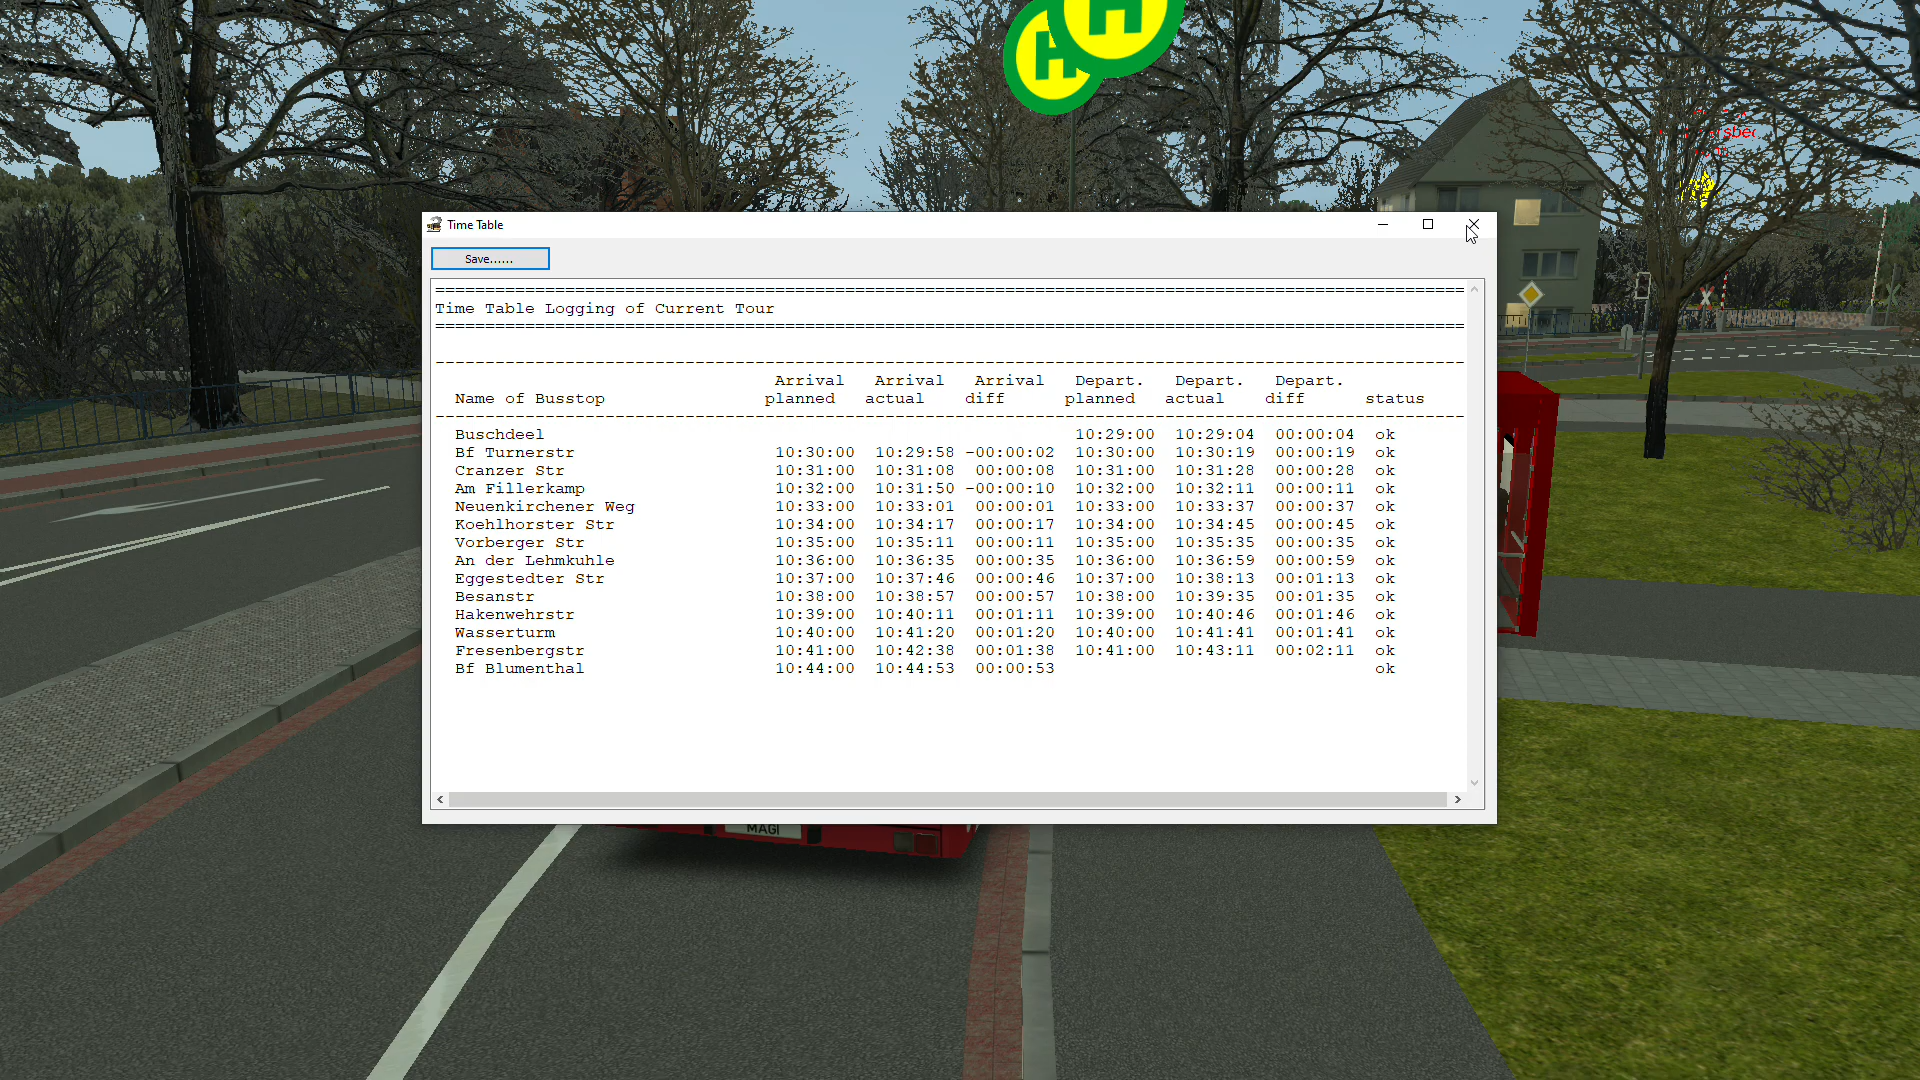 H
H
Time Table
Save......
================================================================================
Time Table Logging of Current Tour
================================================================================
--------------------------------------------------------------------------------
Arrival Arrival Arrival Depart. Depart. Depart.
Name of Busstop planned actual diff planned actual diff status
--------------------------------------------------------------------------------
Buschdeel 10:29:00 10:29:04 00:00:04 ok
Bf Turnerstr 10:30:00 10:29:58 -00:00:02 10:30:00 10:30:19 00:00:19 ok
Cranzer Str 10:31:00 10:31:08 00:00:08 10:31:00 10:31:28 00:00:28 ok
Am Fillerkamp 10:32:00 10:31:50 -00:00:10 10:32:00 10:32:11 00:00:11 ok
Neuenkirchener Weg 10:33:00 10:33:01 00:00:01 10:33:00 10:33:37 00:00:37 ok
Koehlhorster Str 10:34:00 10:34:17 00:00:17 10:34:00 10:34:45 00:00:45 ok
Vorberger Str 10:35:00 10:35:11 00:00:11 10:35:00 10:35:35 00:00:35 ok
An der Lehmkuhle 10:36:00 10:36:35 00:00:35 10:36:00 10:36:59 00:00:59 ok
Eggestedter Str 10:37:00 10:37:46 00:00:46 10:37:00 10:38:13 00:01:13 ok
Besanstr 10:38:00 10:38:57 00:00:57 10:38:00 10:39:35 00:01:35 ok
Hakenwehrstr 10:39:00 10:40:11 00:01:11 10:39:00 10:40:46 00:01:46 ok
Wasserturm 10:40:00 10:41:20 00:01:20 10:40:00 10:41:41 00:01:41 ok
Fresenbergstr 10:41:00 10:42:38 00:01:38 10:41:00 10:43:11 00:02:11 ok
Bf Blumenthal 10:44:00 10:44:53 00:00:53 ok
MAGI